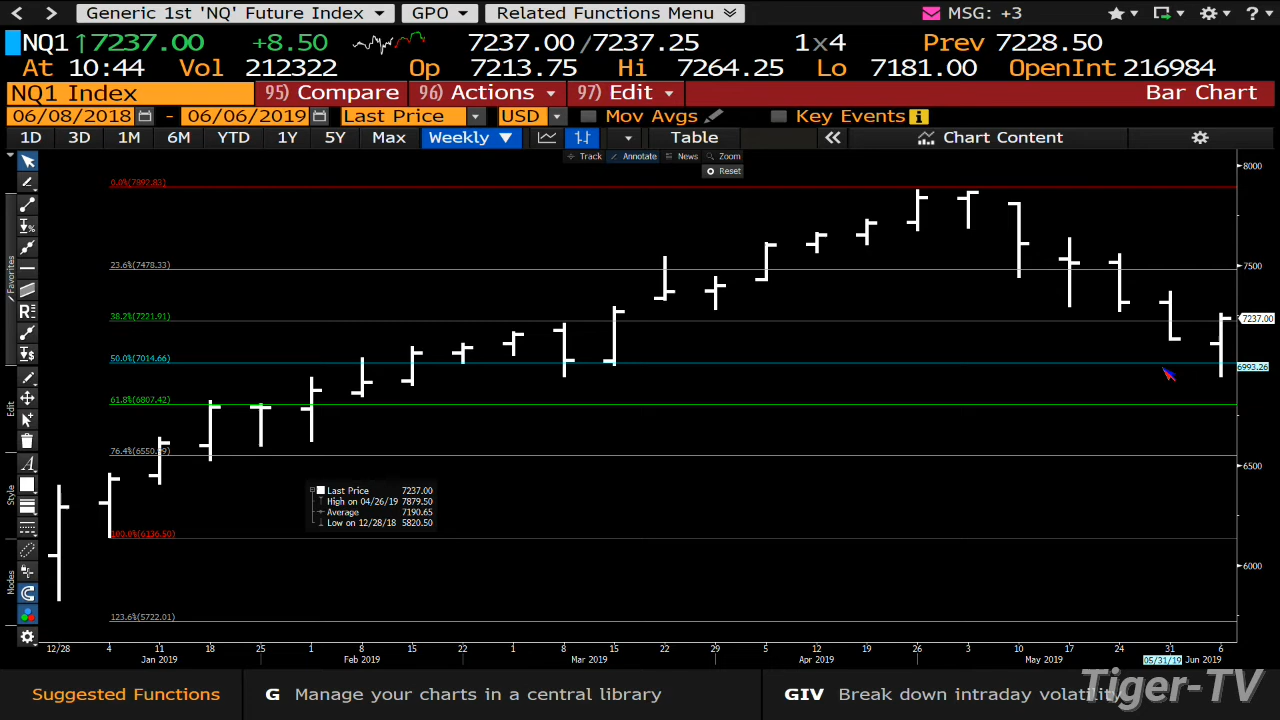 Generic 1st 'NQ' Future Index GPO Related Functions Menu MSG: +3 ?
NQ1 ↑7237.00 +8.50 7237.00/7237.25 1x4 Prev 7228.50
At 10:44 Vol 212322 Op 7213.75 Hi 7264.25 Lo 7181.00 OpenInt 216984
NQ1 Index 95) Compare 96) Actions 97) Edit Bar Chart
06/08/2018 - 06/06/2019 Last Price USD Mov Avgs Key Events
1D 3D 1M 6M YTD 1Y 5Y Max Weekly ▼ Table « Chart Content
Track Annotate News Zoom
Reset
8000
0.0%(7892.83)
23.6%(7478.33)
7500
38.2%(7221.91)
7237.00
50.0%(7014.66)
6993.26
61.8%(6807.42)
76.4%(6550.99)
6500
100.0%(6136.50)
6000
123.6%(5722.01)
Last Price 7237.00
High on 04/26/19 7879.50
Average 7190.65
Low on 12/28/18 5820.50
Favorites
Edit
Style
Modes
12/28 4 11 18 25 1 8 15 22 1 8 15 22 29 5 12 19 26 3 10 17 24 31 6
Jan 2019 Feb 2019 Mar 2019 Apr 2019 May 2019 05/31/19 Jun 2019
Suggested Functions G Manage your charts in a central library GIV Break down intraday volatility
Tiger-TV